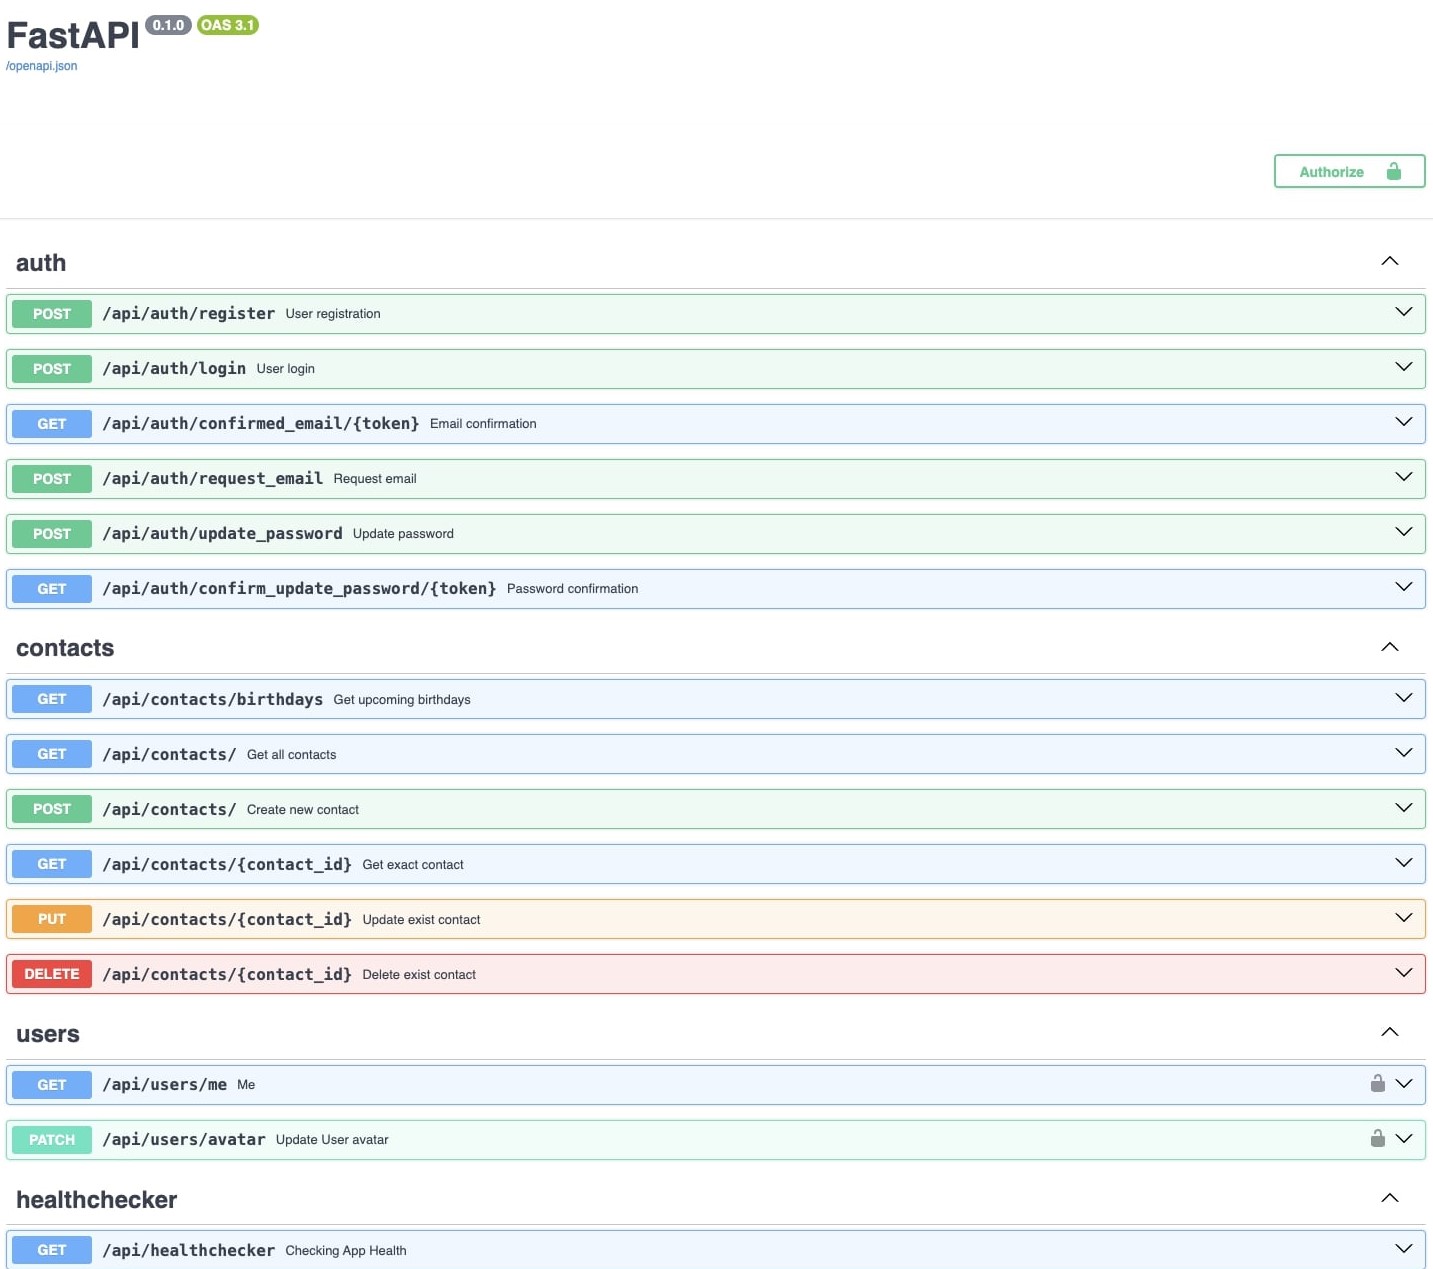 FastAPI 0.1.0 OAS 3.1
/openapi.json
Authorize
auth
POST /api/auth/register User registration
POST /api/auth/login User login
GET /api/auth/confirmed_email/{token} Email confirmation
POST /api/auth/request_email Request email
POST /api/auth/update_password Update password
GET /api/auth/confirm_update_password/{token} Password confirmation
contacts
GET /api/contacts/birthdays Get upcoming birthdays
GET /api/contacts/ Get all contacts
POST /api/contacts/ Create new contact
GET /api/contacts/{contact_id} Get exact contact
PUT /api/contacts/{contact_id} Update exist contact
DELETE /api/contacts/{contact_id} Delete exist contact
users
GET /api/users/me Me
PATCH /api/users/avatar Update User avatar
healthchecker
GET /api/healthchecker Checking App Health